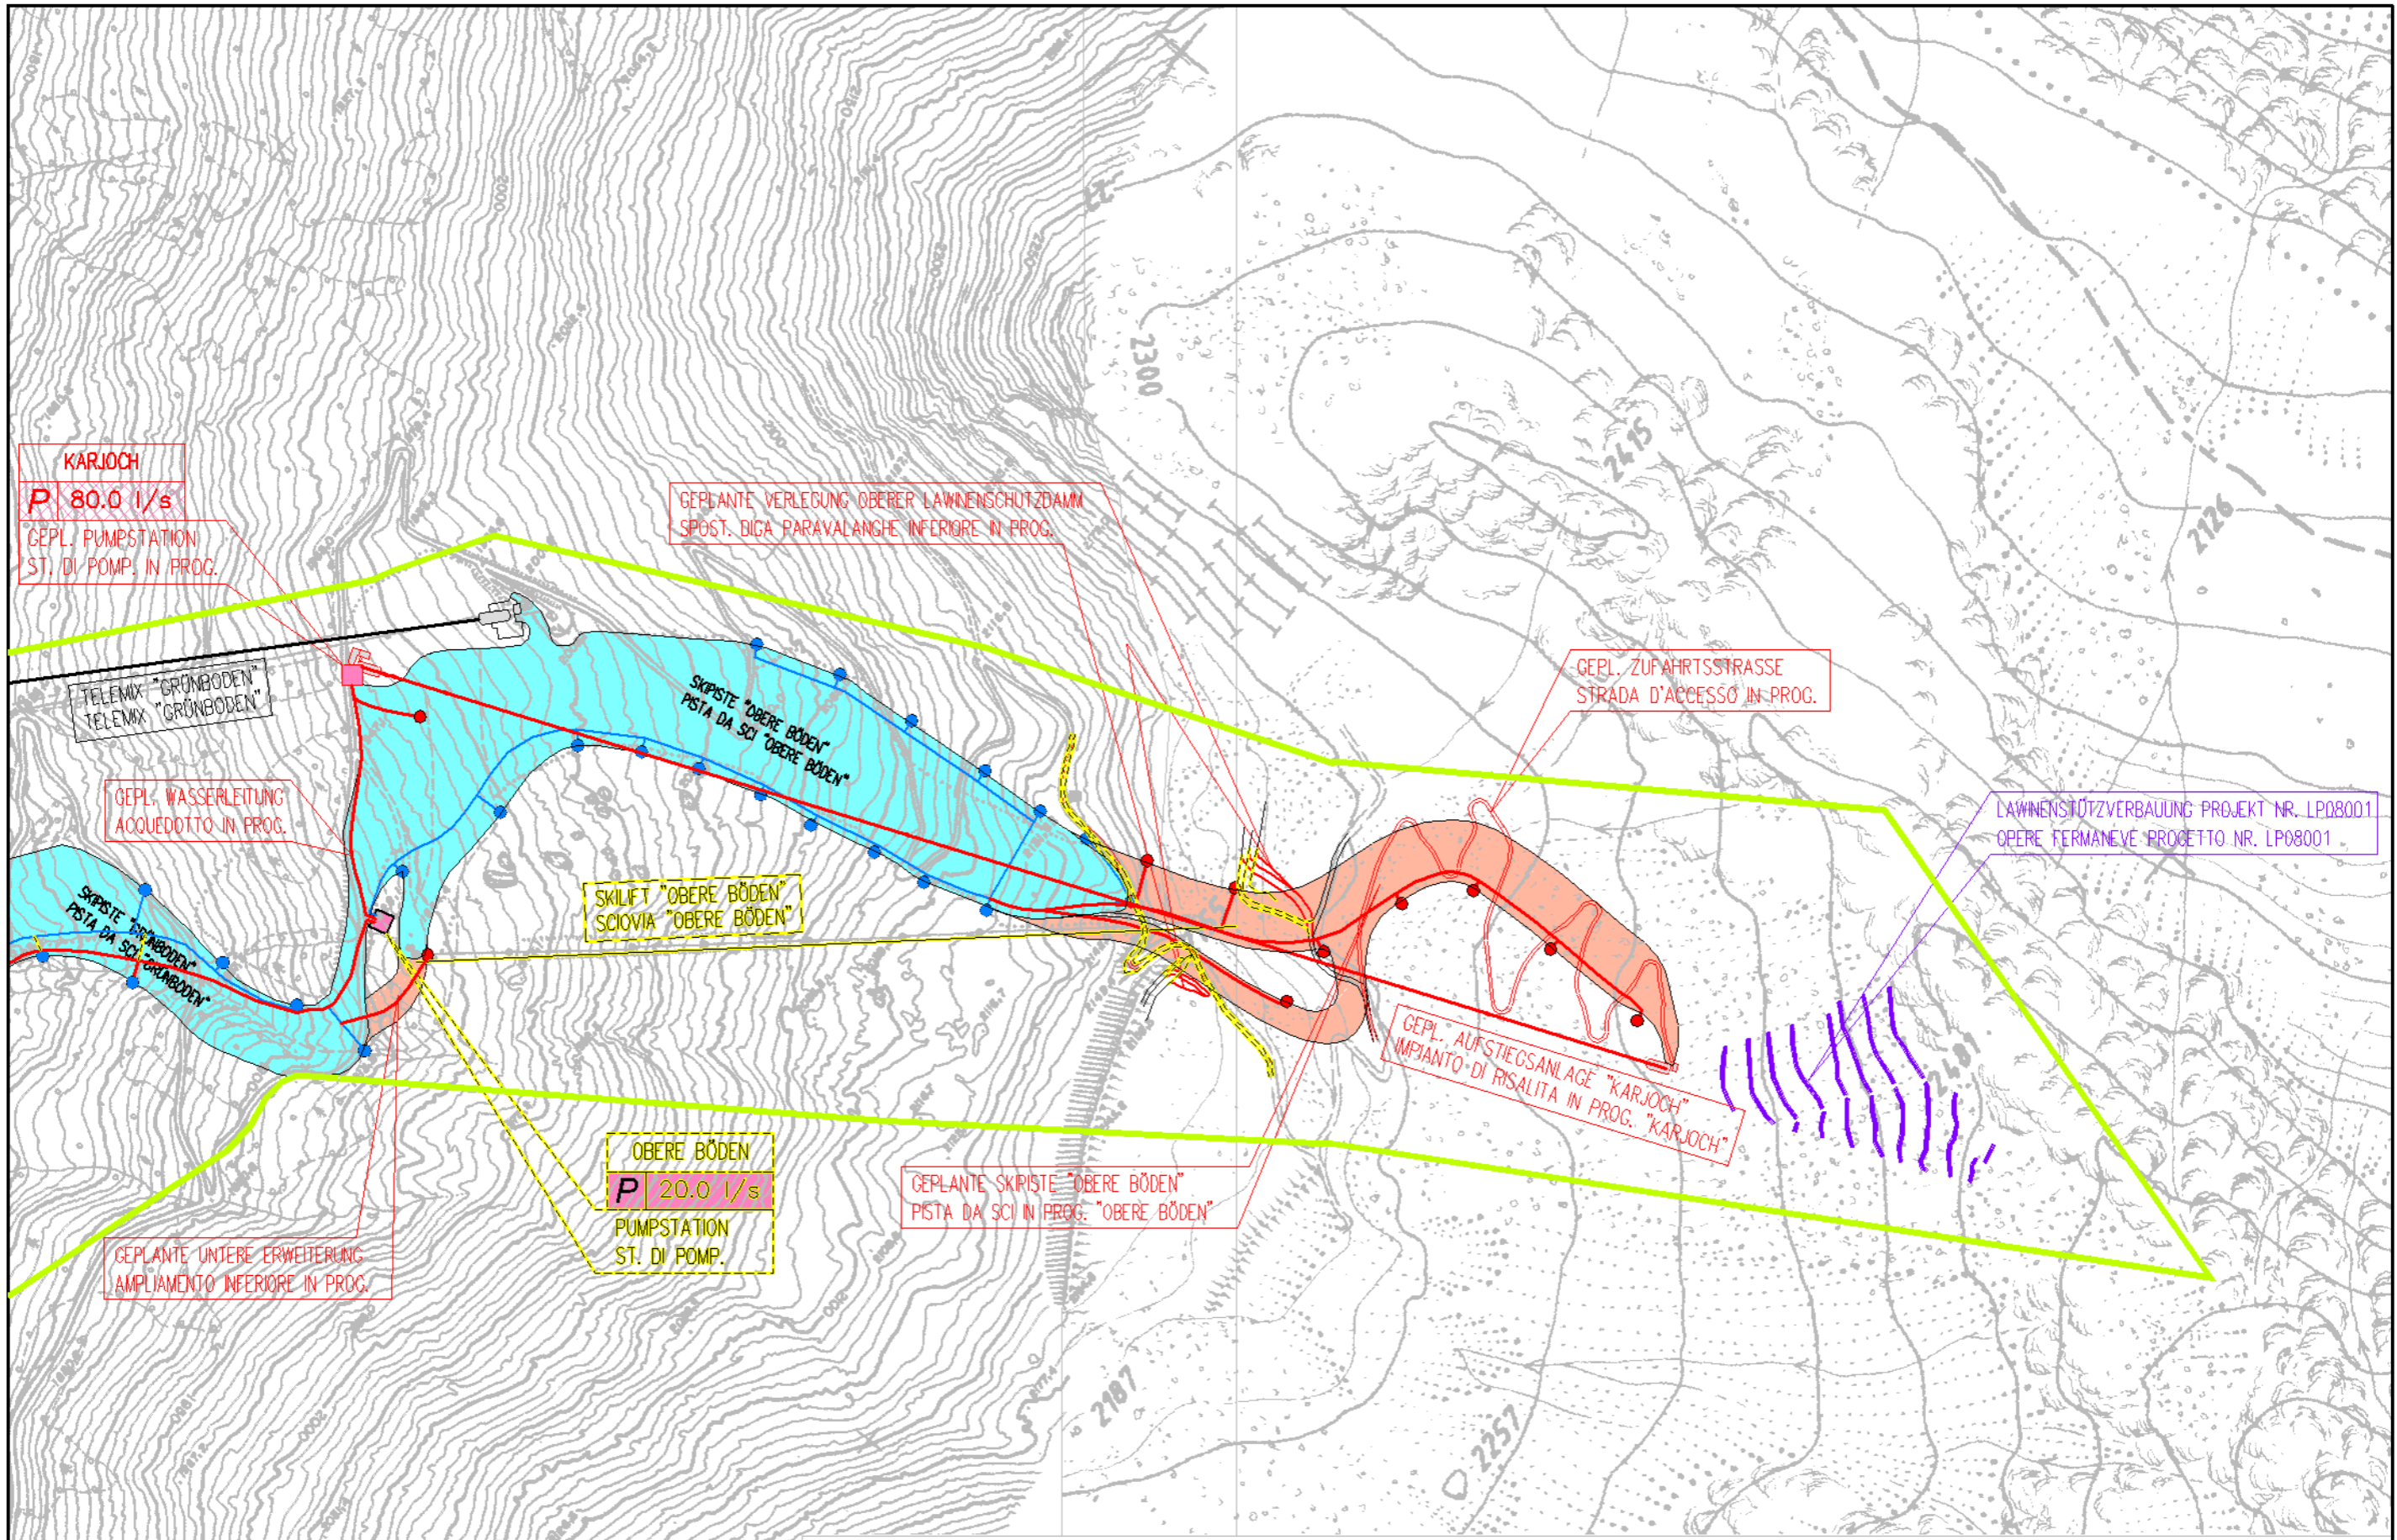 KARJOCH
P 80.0 l/s
GEPL. PUMPSTATION
ST. DI POMP. IN PROG.
GEPLANTE VERLEGUNG OBERER LAWINENSCHUTZDAMM
SPOST. DIGA PARAVALANGHE INFERIORE IN PROG.
2300
2415
2126
TELEMIX "GRÜNBODEN"
TELEMIX "GRÜNBODEN"
SKIPISTE "OBERE BÖDEN"
PISTA DA SCI "OBERE BÖDEN"
GEPL. ZUFAHRTSSTRASSE
STRADA D'ACCESSO IN PROG.
GEPL. WASSERLEITUNG
ACQUEDOTTO IN PROG.
LAWINENSTÜTZVERBAUUNG PROJEKT NR. LP08001
OPERE FERMANEVE PROGETTO NR. LP08001
SKIPISTE "GRÜNBODEN"
PISTA DA SCI "GRÜNBODEN"
SKILIFT "OBERE BÖDEN"
SCIOVIA "OBERE BÖDEN"
GEPL. AUFSTIEGSANLAGE "KARJOCH"
IMPIANTO DI RISALITA IN PROG. "KARJOCH"
2481
OBERE BÖDEN
P 20.0 l/s
PUMPSTATION
ST. DI POMP.
GEPLANTE SKIPISTE "OBERE BÖDEN"
PISTA DA SCI IN PROG. "OBERE BÖDEN"
GEPLANTE UNTERE ERWEITERUNG
AMPLIAMENTO INFERIORE IN PROG.
2187
2257